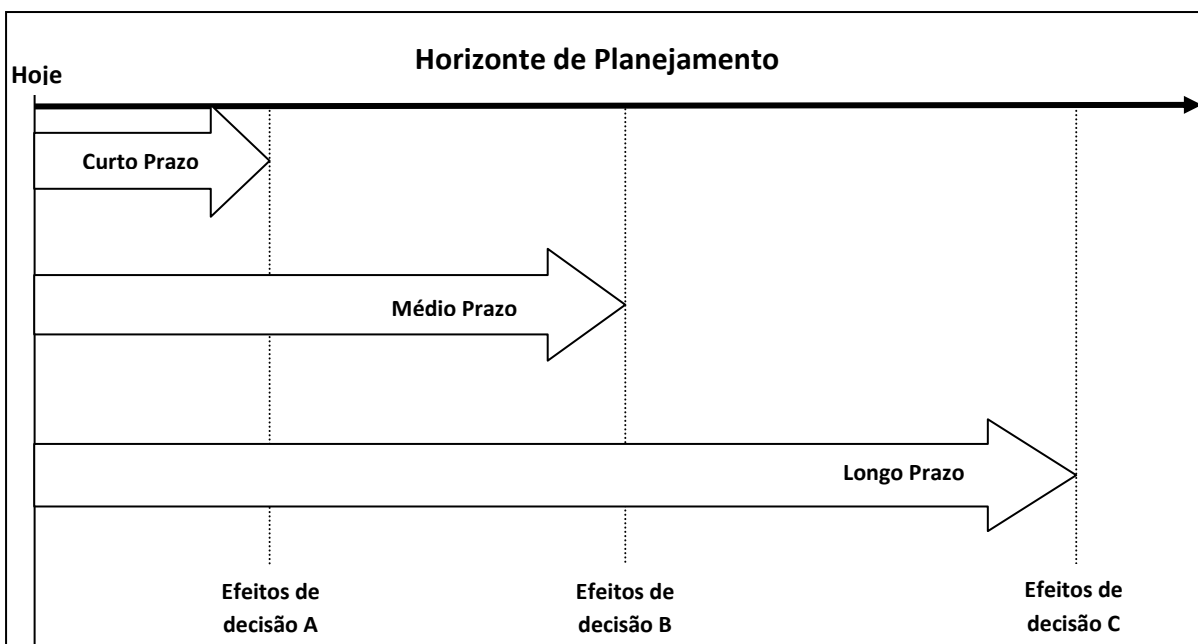 Horizonte de Planejamento
Hoje
Curto Prazo
Médio Prazo
Longo Prazo
Efeitos de
decisão A
Efeitos de
decisão B
Efeitos de
decisão C